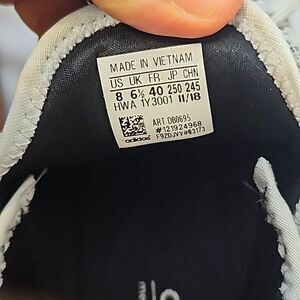 MADE IN VIETNAM
US UK FR JP CHN
8 6½ 40 250 245
HWA 1Y3001 11/18
ART DB0695
#121924968
adidas